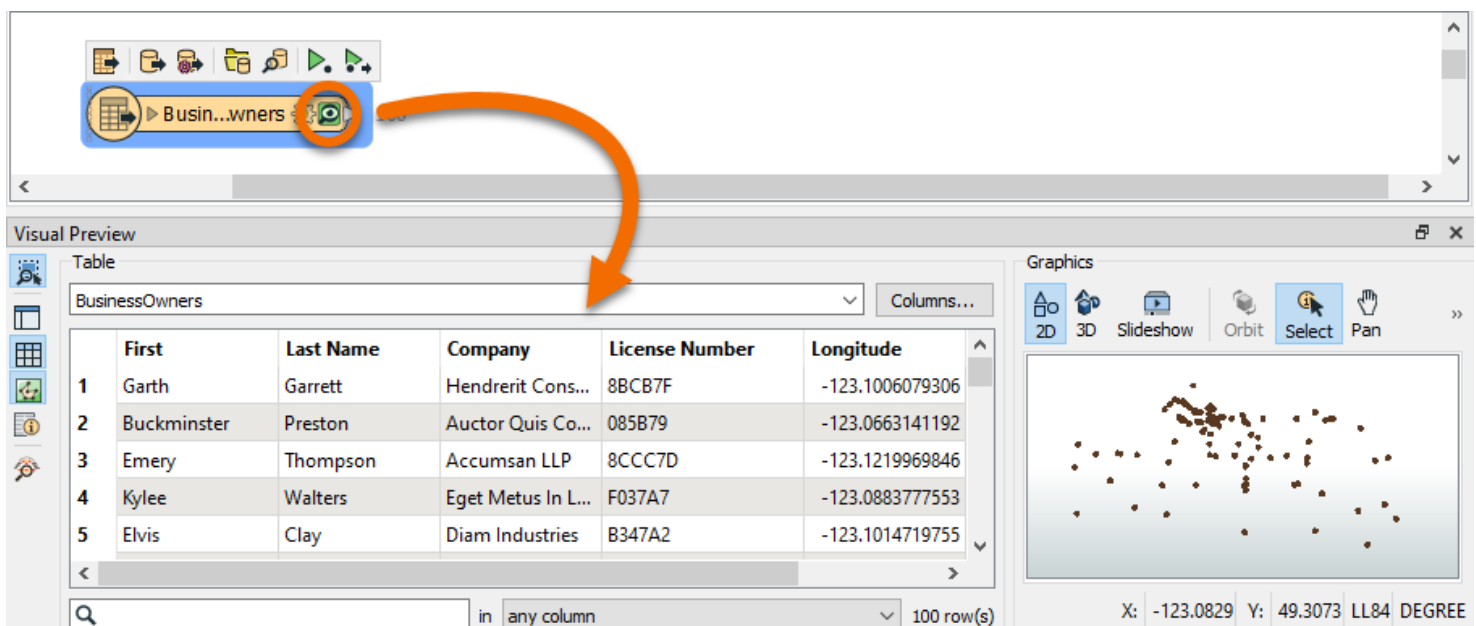 Busin...wners
Visual Preview
Table
BusinessOwners
Columns...
First Last Name Company License Number Longitude
1 Garth Garrett Hendrerit Cons... 8BCB7F -123.1006079306
2 Buckminster Preston Auctor Quis Co... 085B79 -123.0663141192
3 Emery Thompson Accumsan LLP 8CCC7D -123.1219969846
4 Kylee Walters Eget Metus In L... F037A7 -123.0883777553
5 Elvis Clay Diam Industries B347A2 -123.1014719755
in any column 100 row(s)
Graphics
2D 3D Slideshow Orbit Select Pan
X: -123.0829 Y: 49.3073 LL84 DEGREE